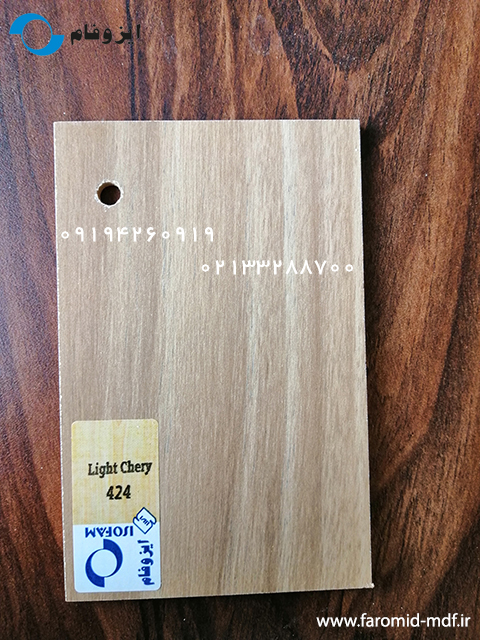 ایزوفام
۰۹۱۹۴۲۶۰۹۱۹
۰۲۱۳۳۲۸۸۷۰۰
Light Chery
424
ISOFAM
ایزوفام
www.faromid-mdf.ir